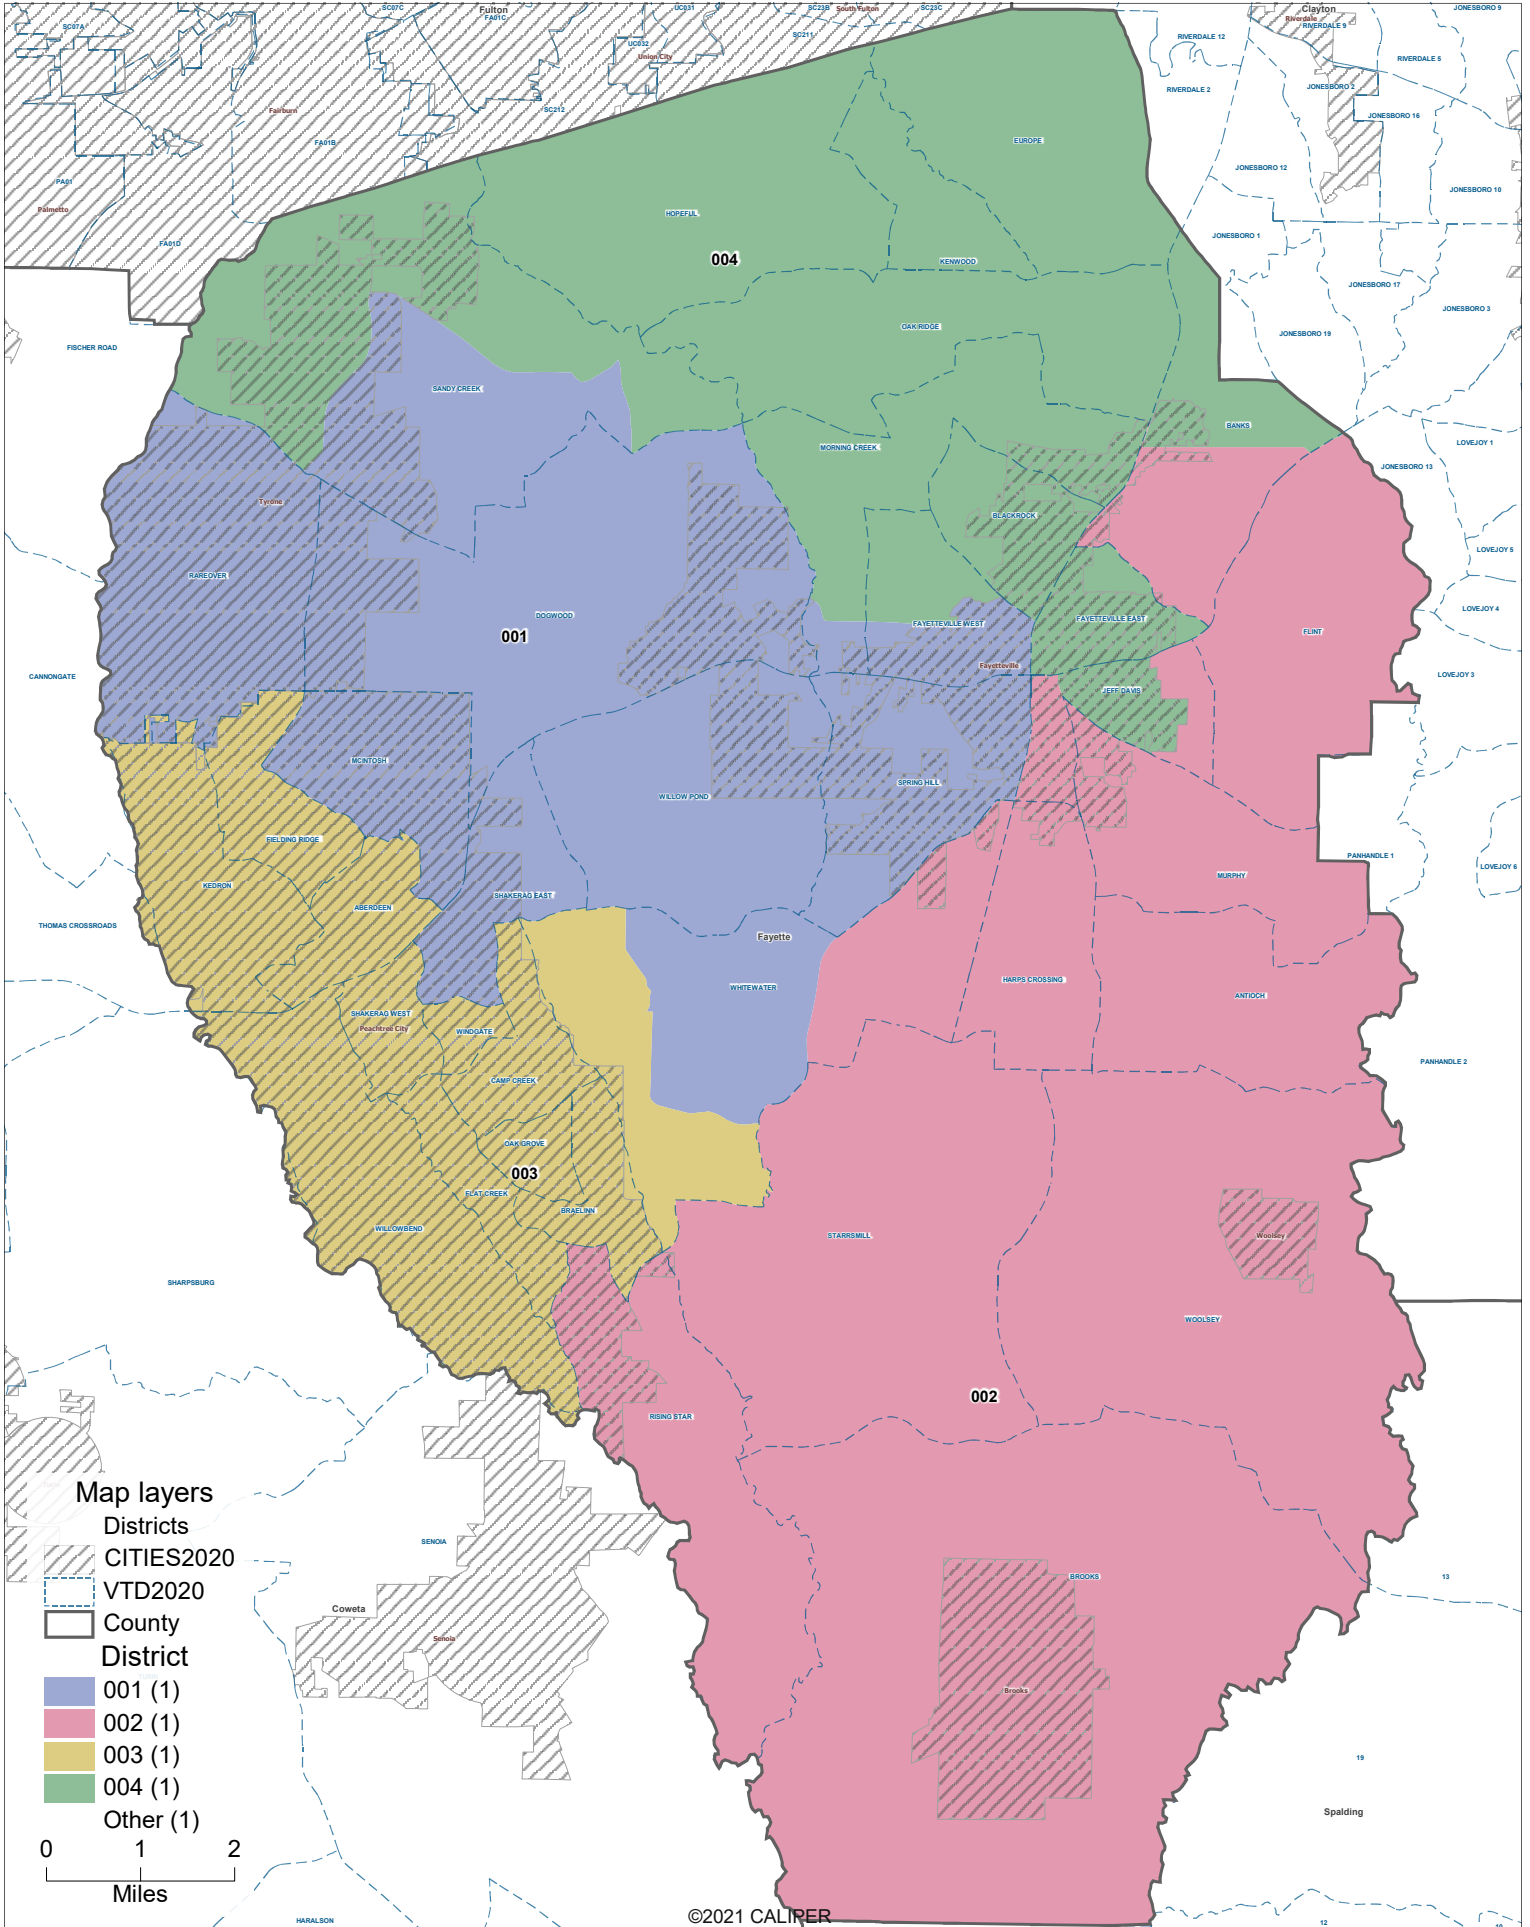 SC07C
Fulton
FA01C
UC031
SC23B
South Fulton
SC23C
Clayton
JONESBORO 9
SC07A
Riverdale
RIVERDALE 9
SC211
RIVERDALE 12
UC032
Union City
RIVERDALE 5
RIVERDALE 2
JONESBORO 2
SC212
Fairburn
JONESBORO 16
FA01B
EUROPE
JONESBORO 12
PA01
JONESBORO 10
Palmetto
HOPEFUL
JONESBORO 1
FA01D
004
KENWOOD
JONESBORO 17
JONESBORO 3
OAK RIDGE
JONESBORO 19
FISCHER ROAD
SANDY CREEK
BANKS
LOVEJOY 1
MORNING CREEK
JONESBORO 13
Tyrone
BLACKROCK
LOVEJOY 5
RAREOVER
LOVEJOY 4
DOGWOOD
FAYETTEVILLE EAST
FAYETTEVILLE WEST
FLINT
001
Fayetteville
CANNONGATE
LOVEJOY 3
JEFF DAVIS
MCINTOSH
SPRING HILL
WILLOW POND
FIELDING RIDGE
PANHANDLE 1
LOVEJOY 6
MURPHY
KEDRON
SHAKERAG EAST
ABERDEEN
THOMAS CROSSROADS
Fayette
HARPS CROSSING
WHITEWATER
ANTIOCH
SHAKERAG WEST
Peachtree City
WINDGATE
PANHANDLE 2
CAMP CREEK
OAK GROVE
003
FLAT CREEK
BRAELINN
WILLOWBEND
STARRSMILL
Woolsey
SHARPSBURG
WOOLSEY
002
RISING STAR
Map layers
Districts
CITIES2020
VTD2020
County
District
001 (1)
002 (1)
003 (1)
004 (1)
Other (1)
0 1 2
Miles
SENOIA
Coweta
Senoia
BROOKS
13
Brooks
19
Spalding
HARALSON
©2021 CALIPER
12